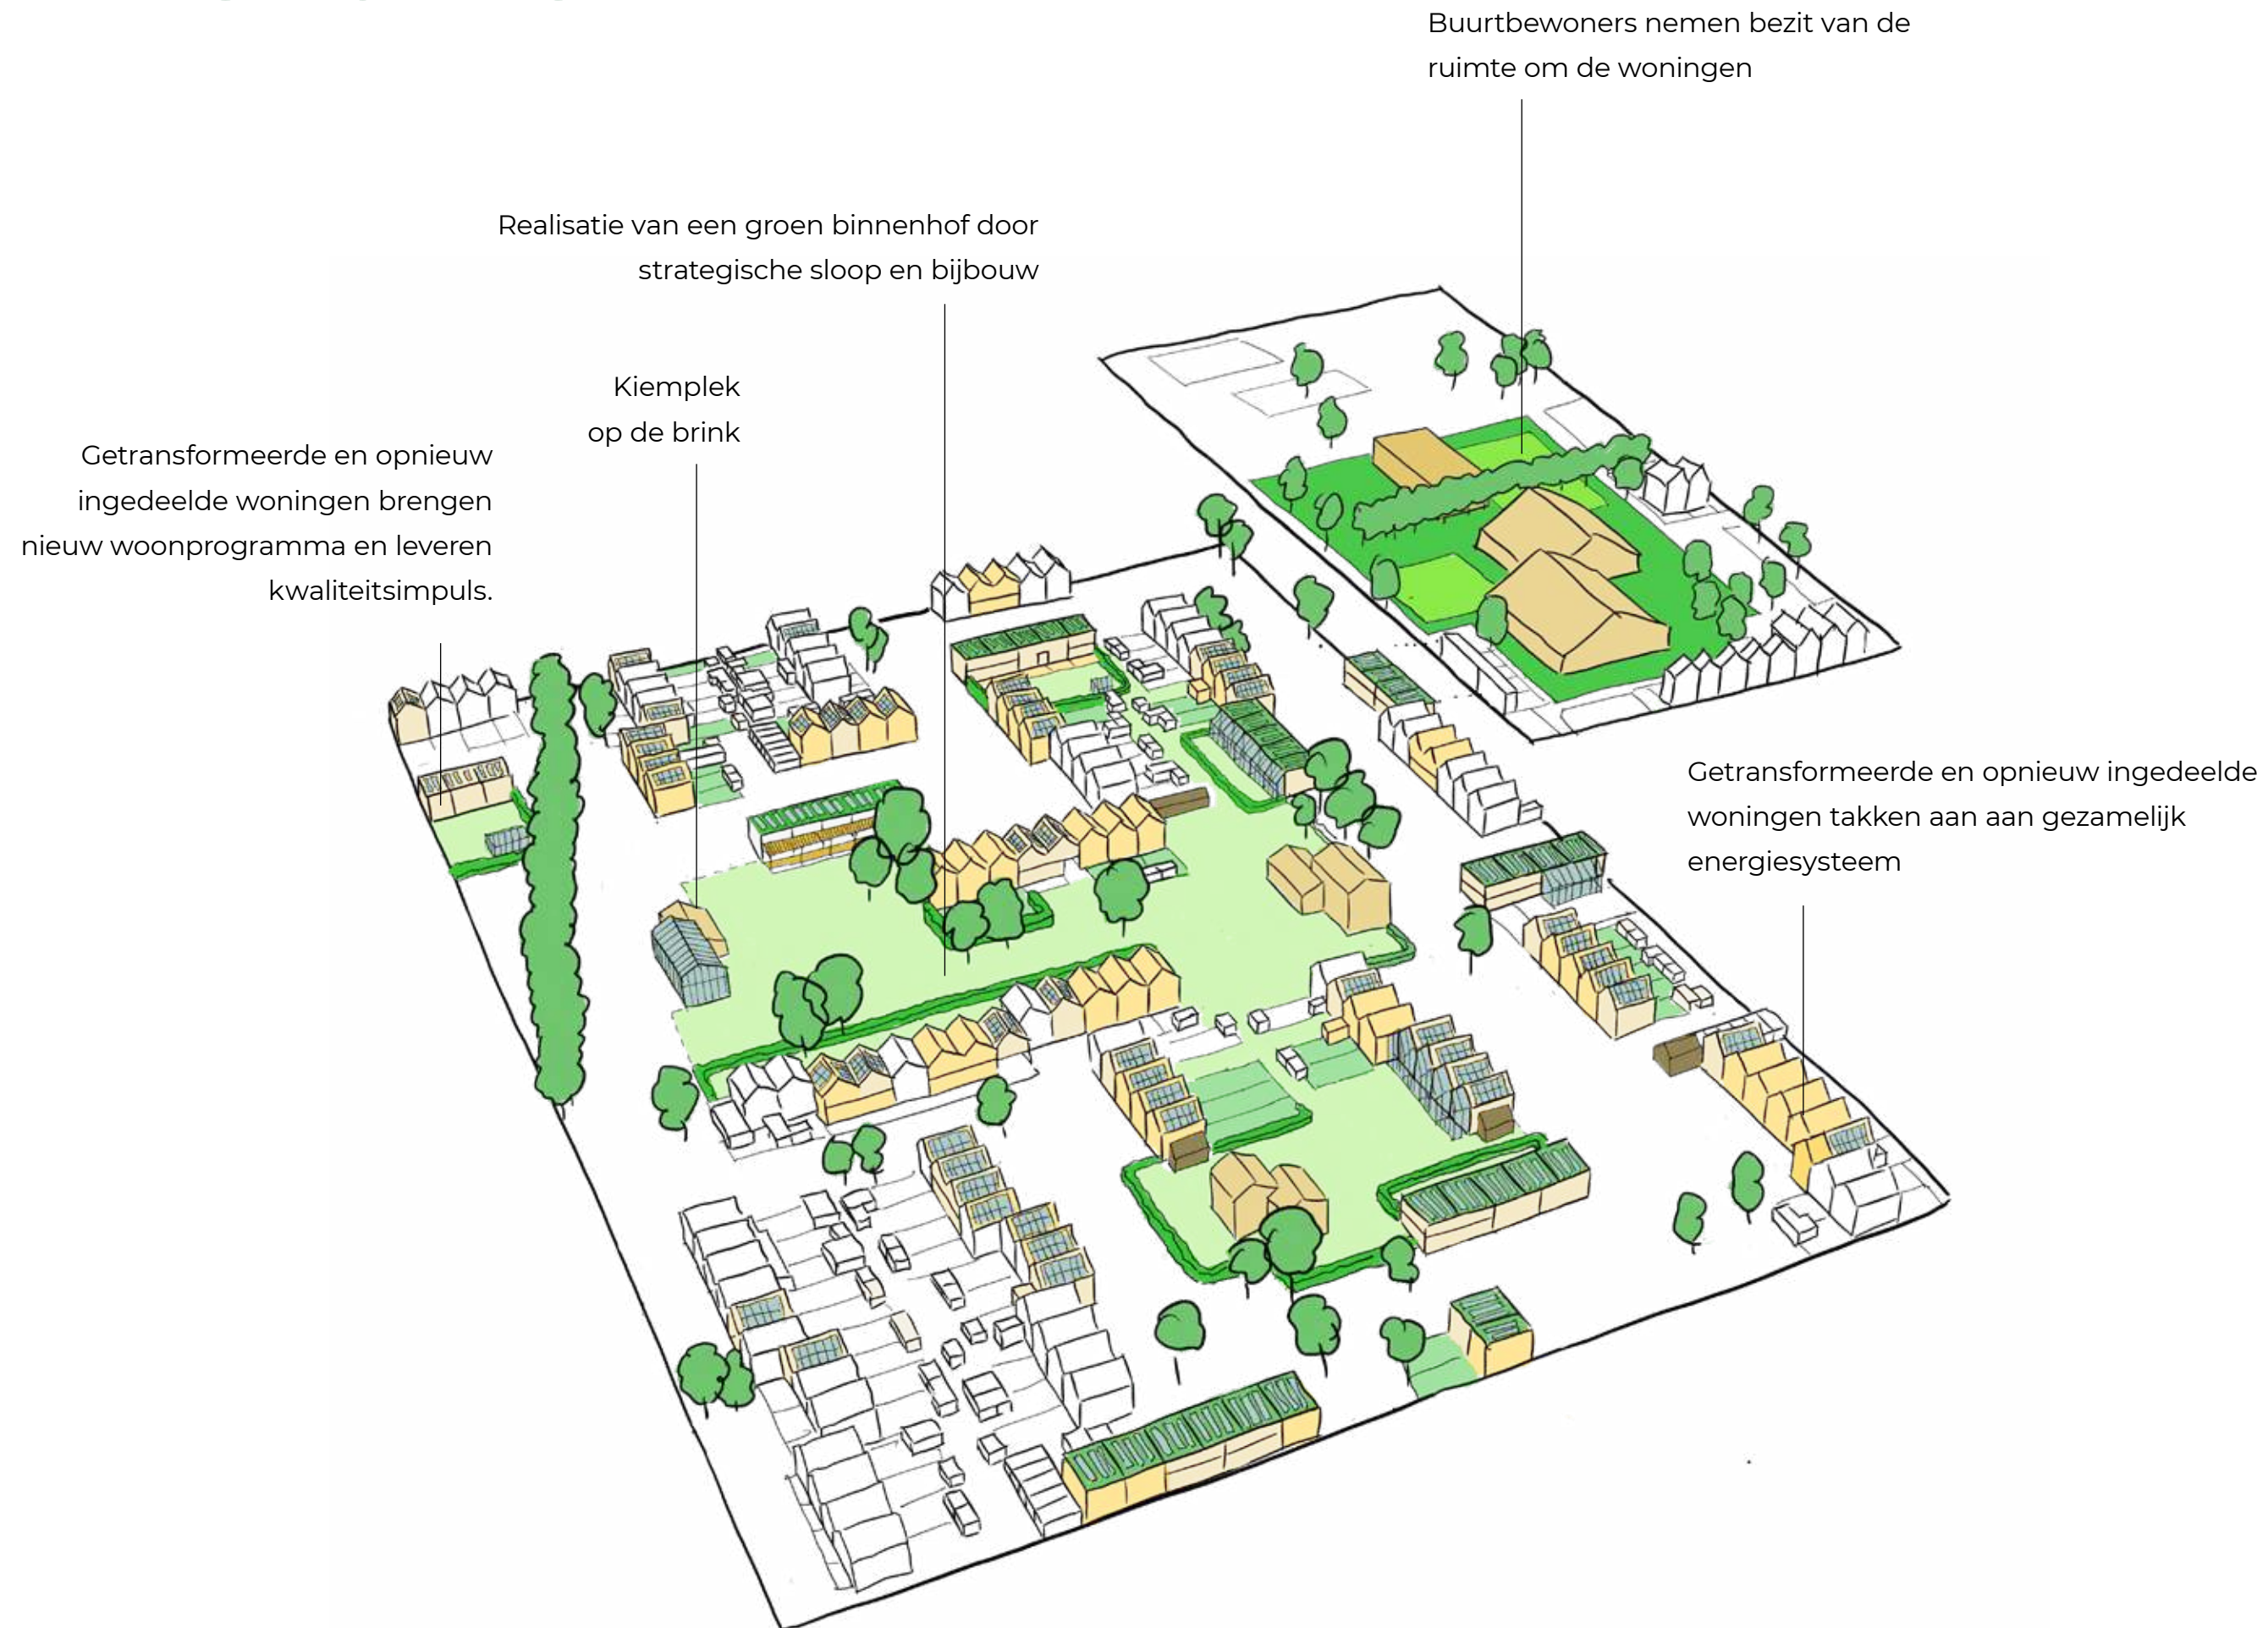 Buurtbewoners nemen bezit van de
ruimte om de woningen
Realisatie van een groen binnenhof door
strategische sloop en bijbouw
Kiemplek
op de brink
Getransformeerde en opnieuw
ingedeelde woningen brengen
nieuw woonprogramma en leveren
kwaliteitsimpuls.
Getransformeerde en opnieuw ingedeelde
woningen takken aan aan gezamelijk
energiesysteem